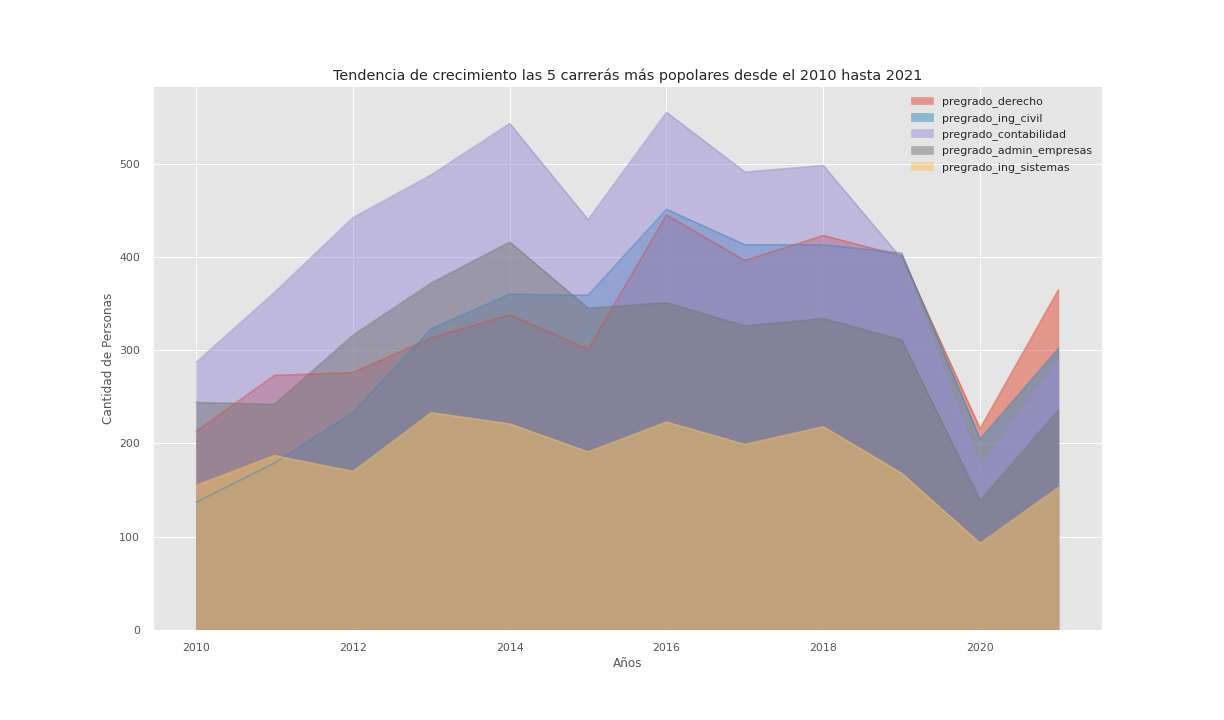 Tendencia de crecimiento las 5 carrerás más popolares desde el 2010 hasta 2021
pregrado_derecho
pregrado_ing_civil
pregrado_contabilidad
pregrado_admin_empresas
pregrado_ing_sistemas
Cantidad de Personas
500
400
300
200
100
0
2010
2012
2014
2016
2018
2020
Años